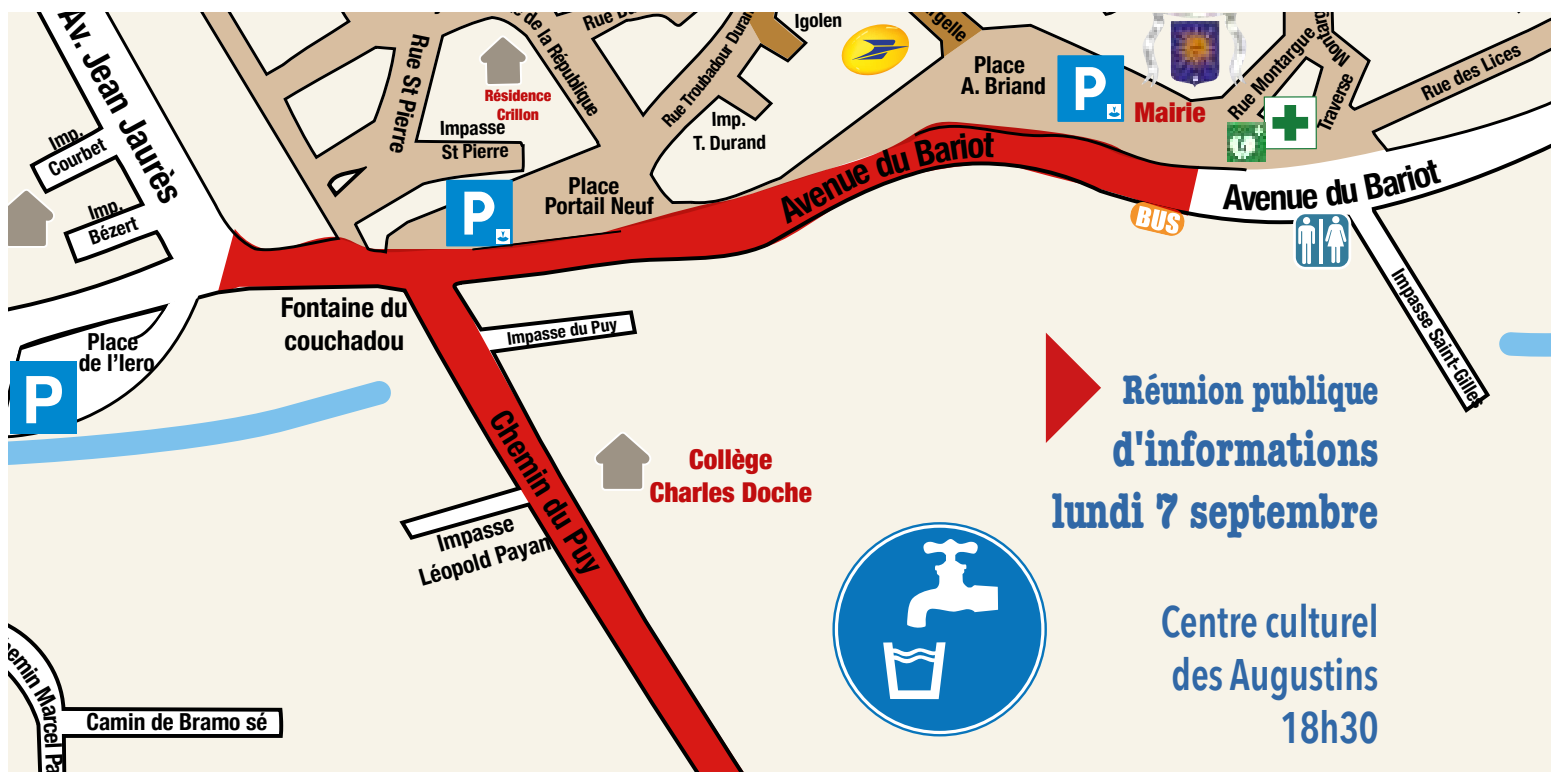 Av. Jean Jaurès
Rue St Pierre
Résidence
Crillon
de la République
Impasse
St Pierre
Rue Troubadour Duran
Igolen
Imp.
T. Durand
Place
A. Briand
P
Mairie
Rue Montargue
Traverse
Rue des Lices
Imp.
Courbet
Imp.
Bézert
P
Place
Portail Neuf
Avenue du Bariot
Avenue du Bariot
BUS
Impasse Saint-Gilles
Fontaine du
couchadou
Place
de l'Iero
P
Impasse du Puy
Chemin du Puy
Collège
Charles Doche
Impasse
Léopold Payan
Camin de Bramo sé
Réunion publique
d'informations
lundi 7 septembre
Centre culturel
des Augustins
18h30